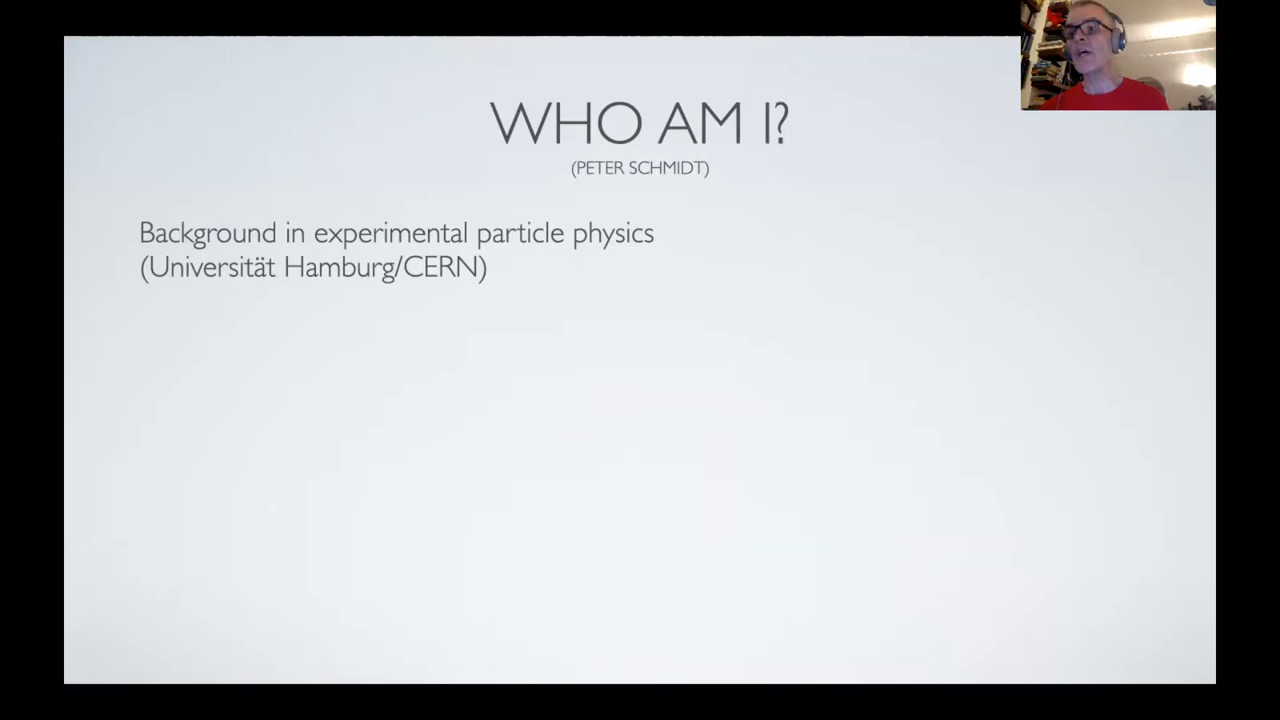 WHO AM I?
(PETER SCHMIDT)
Background in experimental particle physics
(Universität Hamburg/CERN)